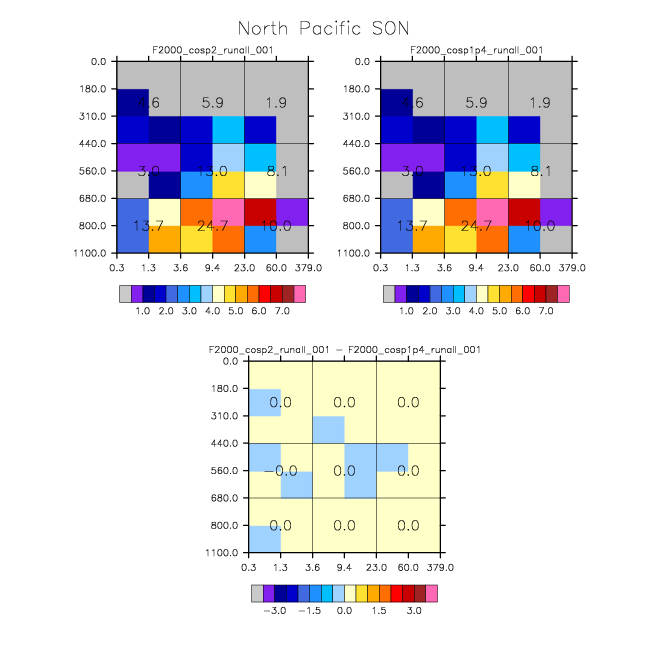 North Pacific SON
F2000_cosp2_runall_001
F2000_cosp1p4_runall_001
0.0
180.0
310.0
440.0
560.0
680.0
800.0
1100.0
4.6 5.9 1.9
3.0 13.0 8.1
13.7 24.7 10.0
0.3 1.3 3.6 9.4 23.0 60.0 379.0
1.0 2.0 3.0 4.0 5.0 6.0 7.0
0.0
180.0
310.0
440.0
560.0
680.0
800.0
1100.0
4.6 5.9 1.9
3.0 13.0 8.1
13.7 24.7 10.0
0.3 1.3 3.6 9.4 23.0 60.0 379.0
1.0 2.0 3.0 4.0 5.0 6.0 7.0
F2000_cosp2_runall_001 − F2000_cosp1p4_runall_001
0.0
180.0
310.0
440.0
560.0
680.0
800.0
1100.0
0.0 0.0 0.0
−0.0 0.0 0.0
0.0 0.0 0.0
0.3 1.3 3.6 9.4 23.0 60.0 379.0
−3.0 −1.5 0.0 1.5 3.0